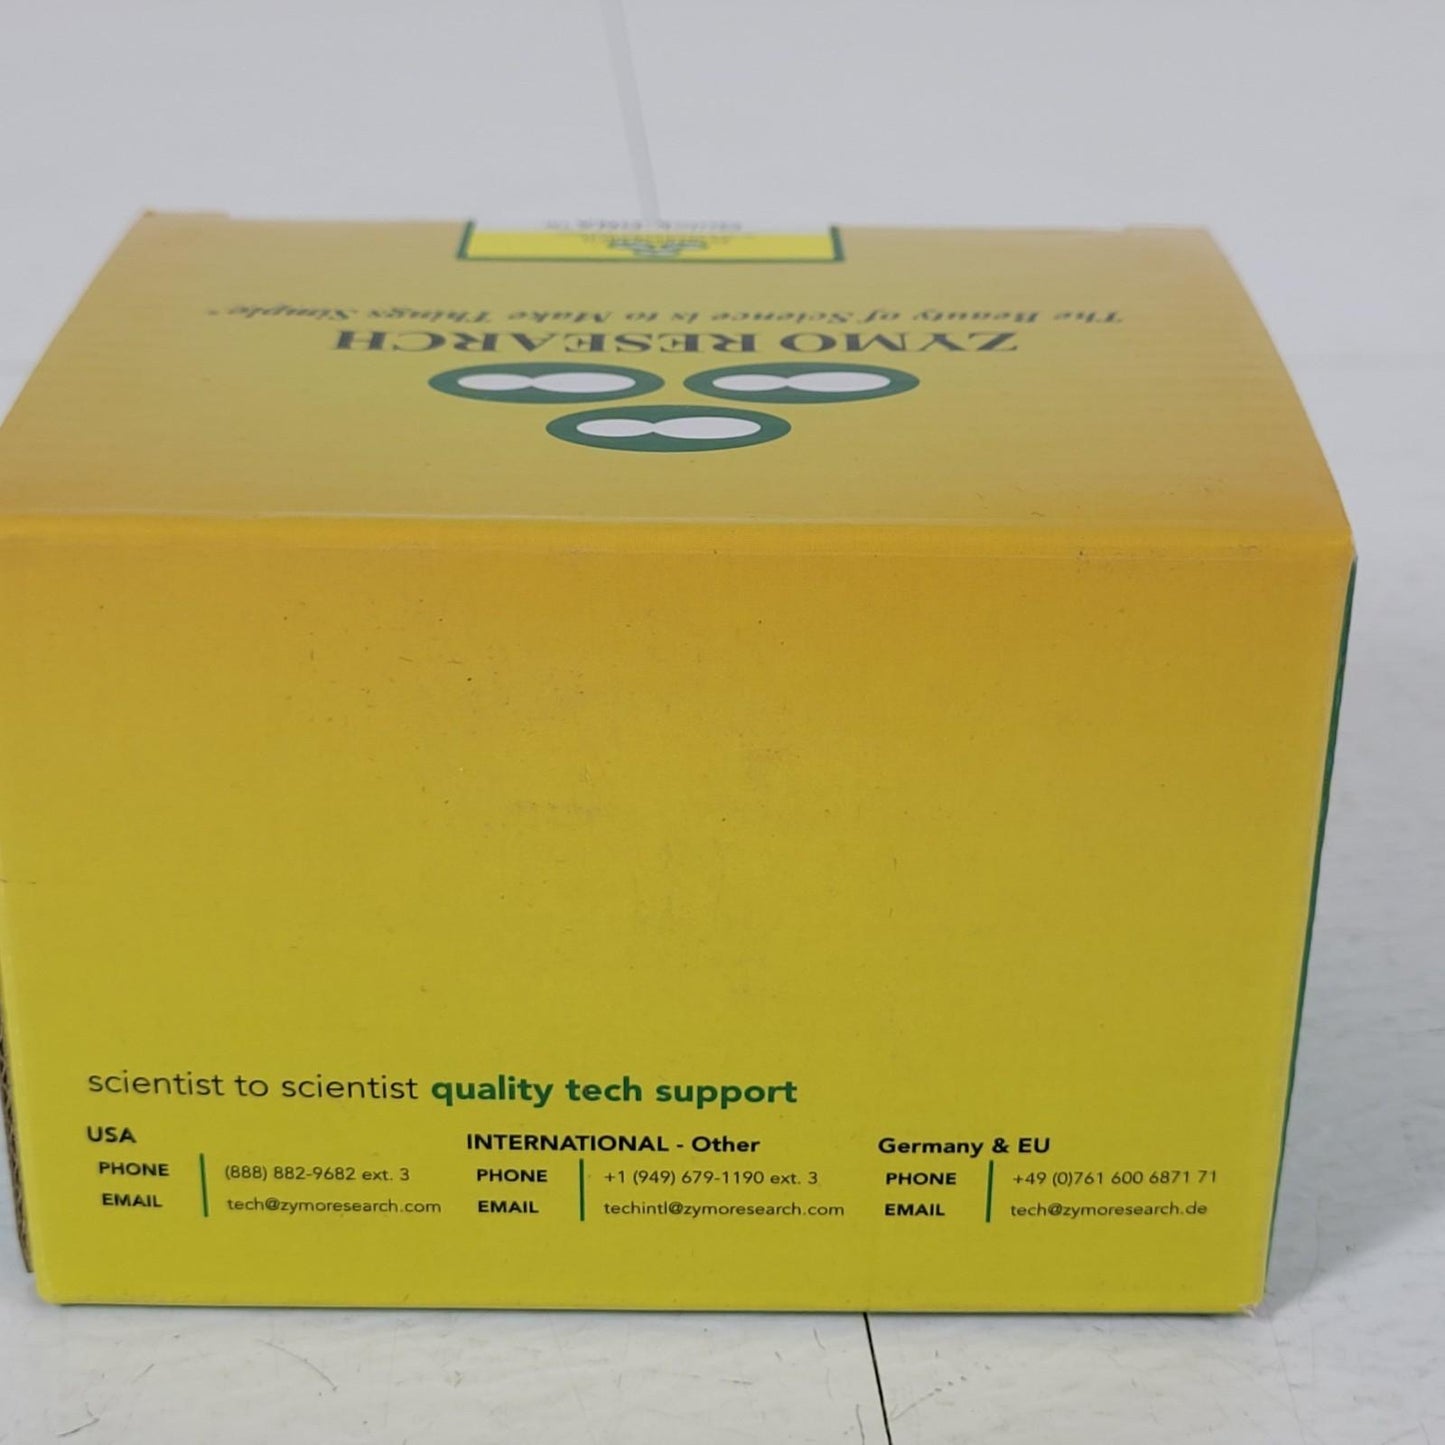 The Beauty of Science is to Make Things Simple
ZYMO RESEARCH
scientist to scientist quality tech support
USA
PHONE (888) 882-9682 ext. 3
EMAIL tech@zymoresearch.com
INTERNATIONAL - Other
PHONE +1 (949) 679-1190 ext. 3
EMAIL techintl@zymoresearch.com
Germany & EU
PHONE +49 (0)761 600 6871 71
EMAIL tech@zymoresearch.de